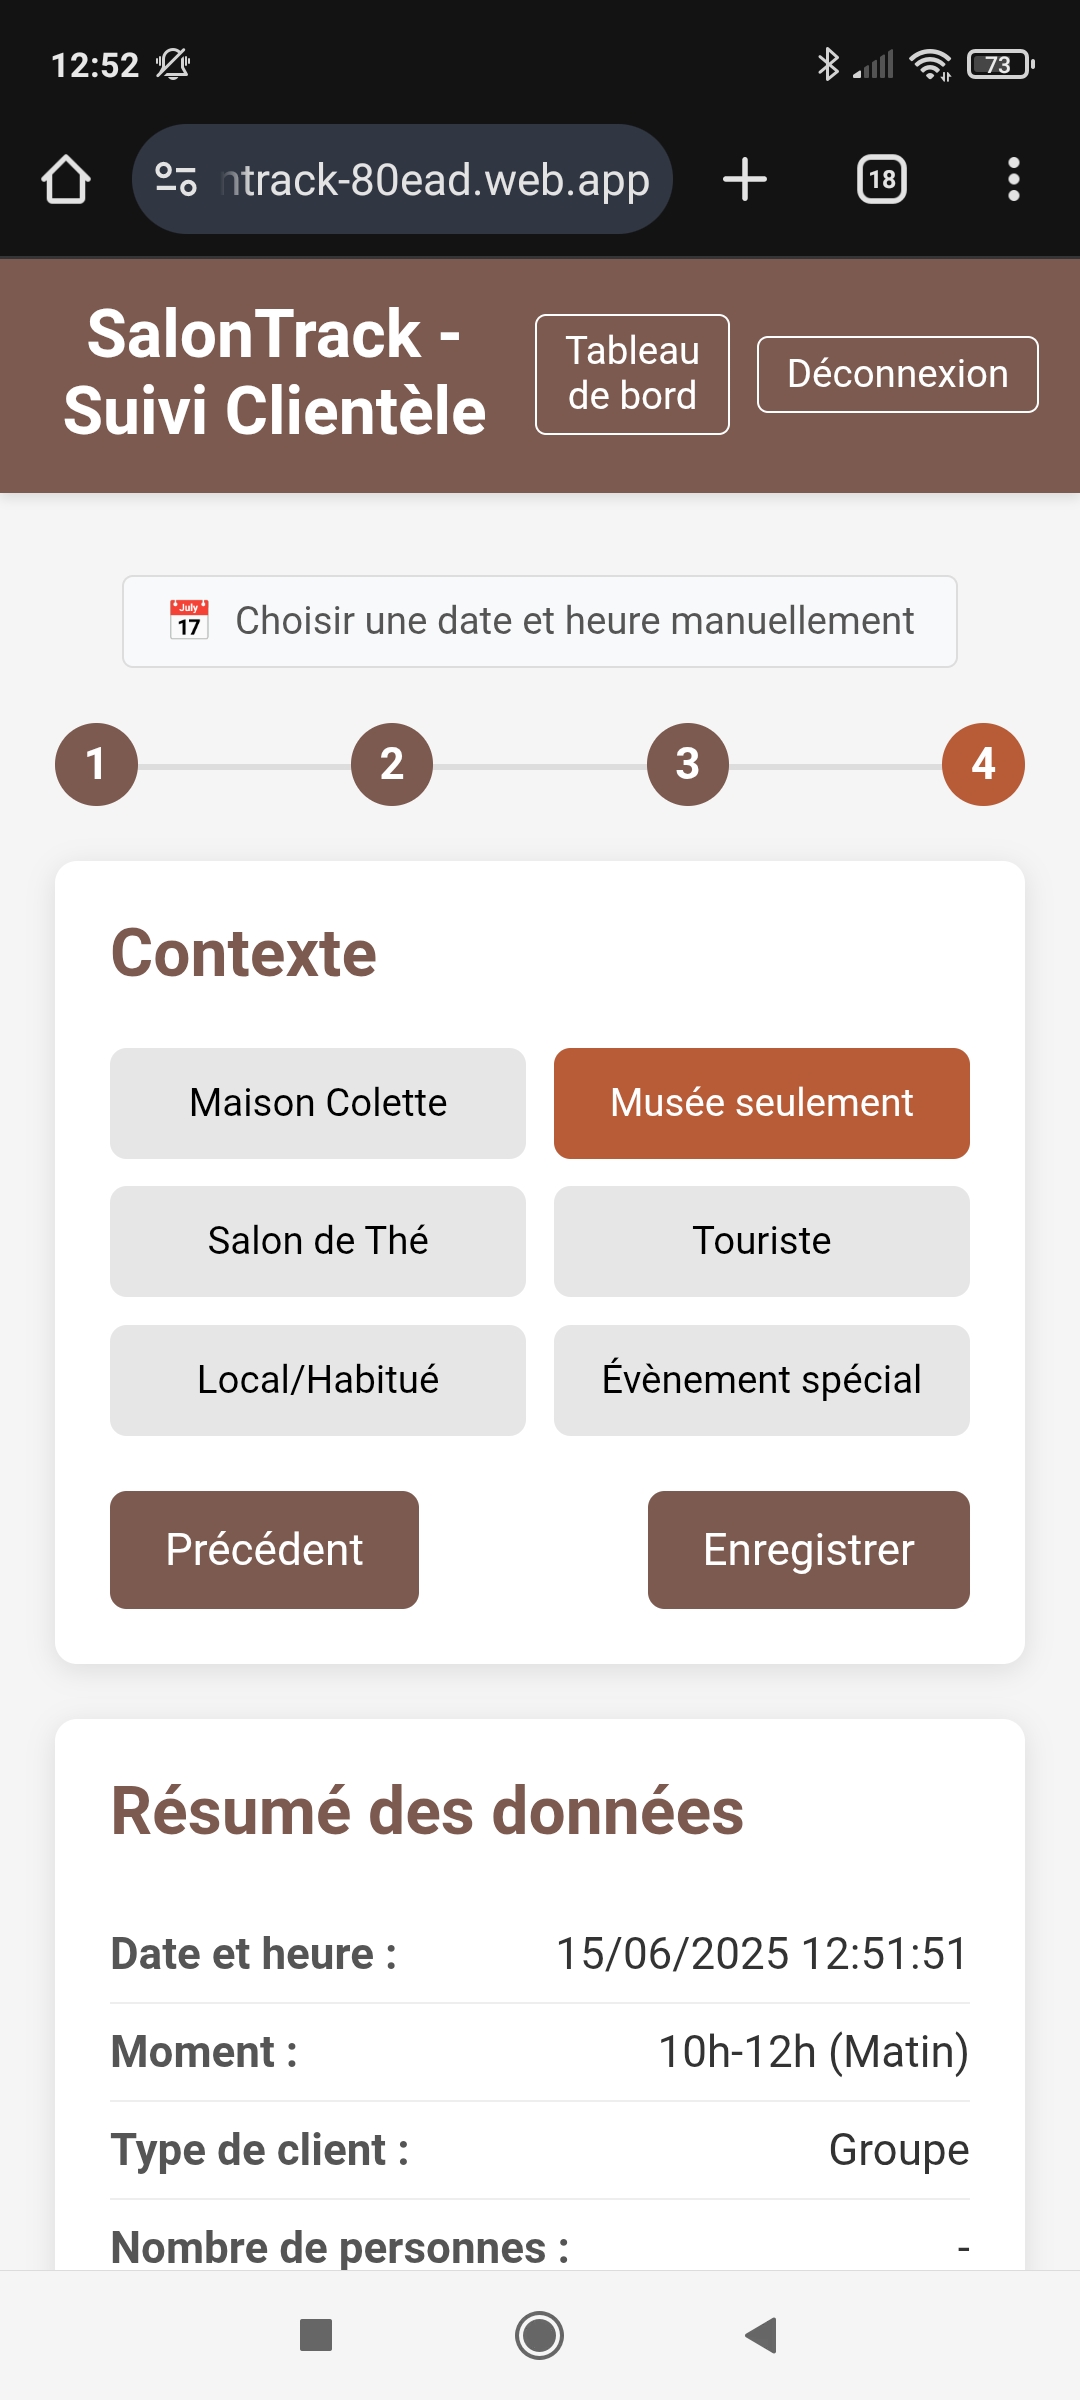 12:52
73
ntrack-80ead.web.app
18
SalonTrack -
Suivi Clientèle
Tableau
de bord
Déconnexion
July
17
Choisir une date et heure manuellement
1
2
3
4
Contexte
Maison Colette
Musée seulement
Salon de Thé
Touriste
Local/Habitué
Évènement spécial
Précédent
Enregistrer
Résumé des données
Date et heure : 15/06/2025 12:51:51
Moment : 10h-12h (Matin)
Type de client : Groupe
Nombre de personnes : -